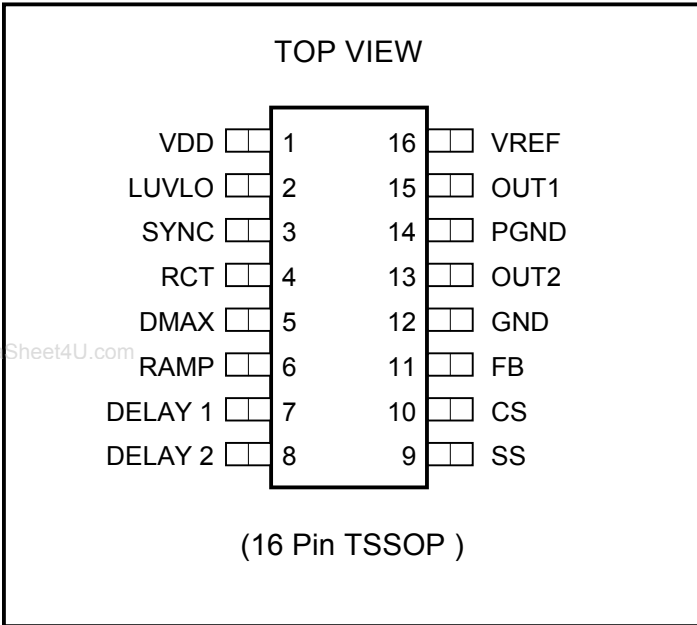 TOP VIEW
VDD 1 16 VREF
LUVLO 2 15 OUT1
SYNC 3 14 PGND
RCT 4 13 OUT2
DMAX 5 12 GND
Sheet4U.com
RAMP 6 11 FB
DELAY 1 7 10 CS
DELAY 2 8 9 SS
(16 Pin TSSOP )